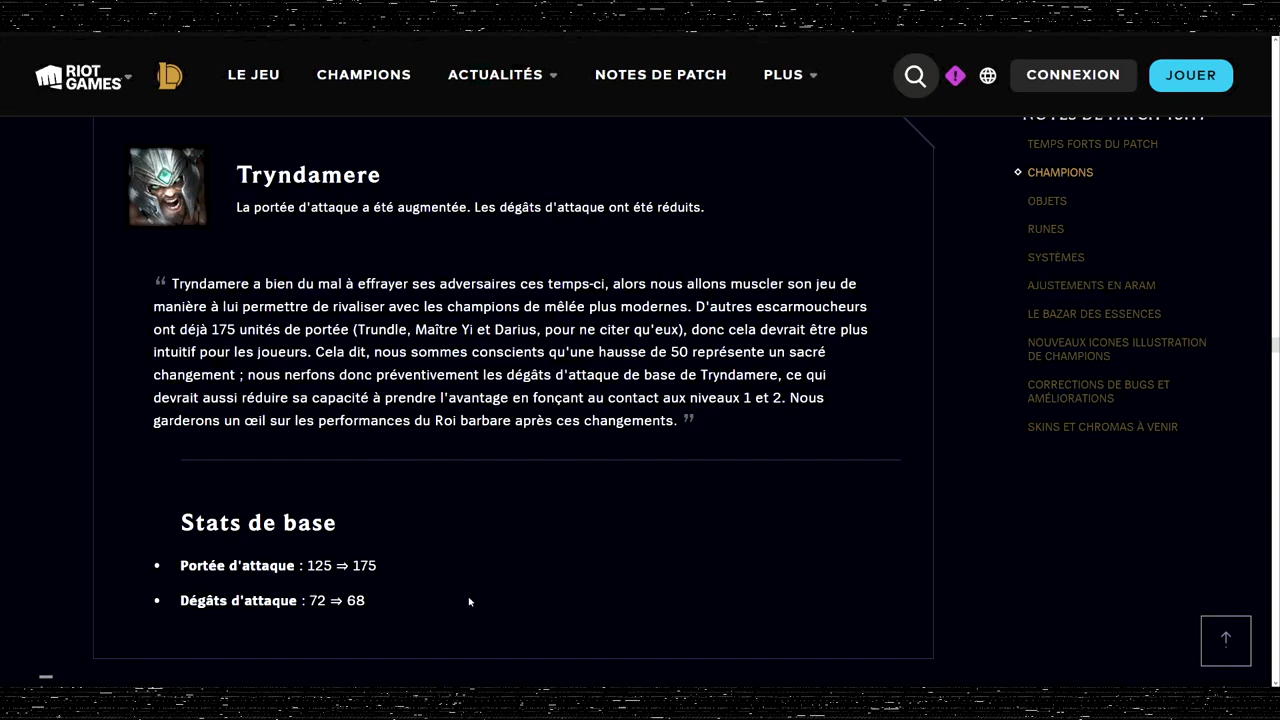 RIOT
GAMES
LE JEU
CHAMPIONS
ACTUALITÉS
NOTES DE PATCH
PLUS
CONNEXION
JOUER
Tryndamere
La portée d'attaque a été augmentée. Les dégâts d'attaque ont été réduits.
“ Tryndamere a bien du mal à effrayer ses adversaires ces temps-ci, alors nous allons muscler son jeu de
manière à lui permettre de rivaliser avec les champions de mêlée plus modernes. D'autres escarmoucheurs
ont déjà 175 unités de portée (Trundle, Maître Yi et Darius, pour ne citer qu'eux), donc cela devrait être plus
intuitif pour les joueurs. Cela dit, nous sommes conscients qu'une hausse de 50 représente un sacré
changement ; nous nerfons donc préventivement les dégâts d'attaque de base de Tryndamere, ce qui
devrait aussi réduire sa capacité à prendre l'avantage en fonçant au contact aux niveaux 1 et 2. Nous
garderons un œil sur les performances du Roi barbare après ces changements. ”
Stats de base
• Portée d'attaque : 125 ⇒ 175
• Dégâts d'attaque : 72 ⇒ 68
NOTES DE PATCH
TEMPS FORTS DU PATCH
CHAMPIONS
OBJETS
RUNES
SYSTÈMES
AJUSTEMENTS EN ARAM
LE BAZAR DES ESSENCES
NOUVEAUX ICONES ILLUSTRATION
DE CHAMPIONS
CORRECTIONS DE BUGS ET
AMÉLIORATIONS
SKINS ET CHROMAS À VENIR